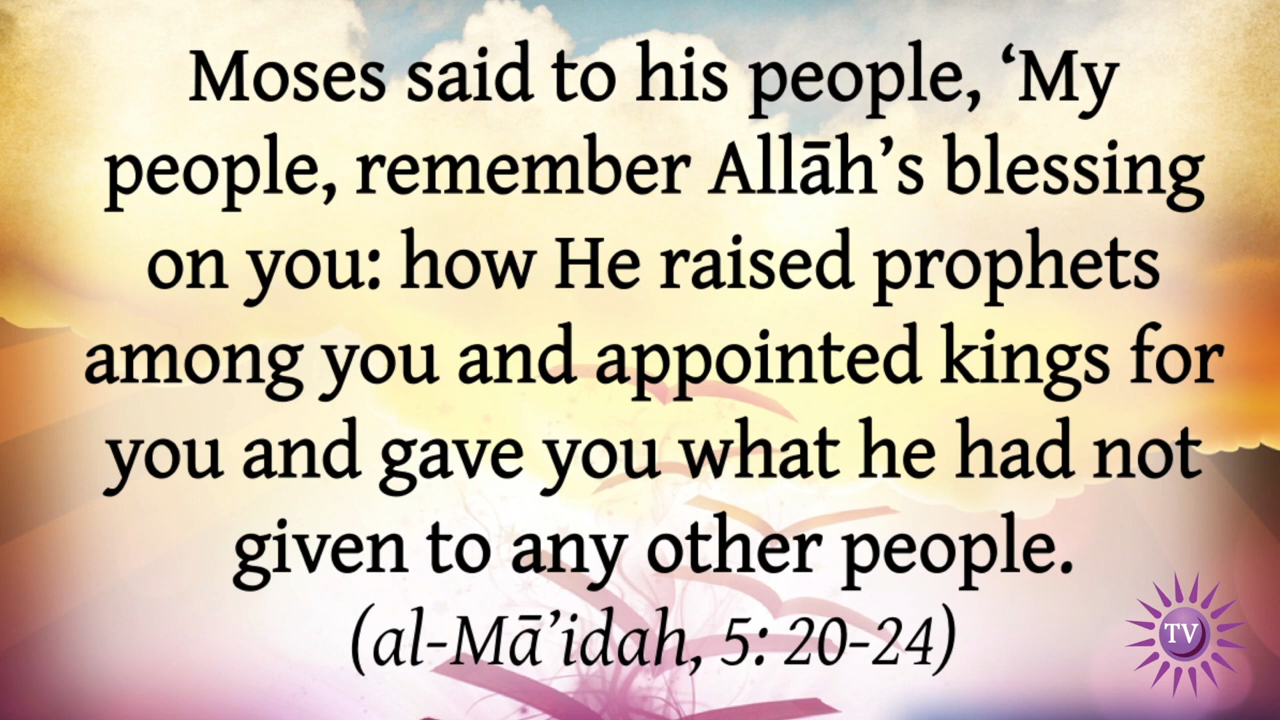 Moses said to his people, ‘My
people, remember Allāh’s blessing
on you: how He raised prophets
among you and appointed kings for
you and gave you what he had not
given to any other people.
(al-Mā’idah, 5: 20-24)
TV